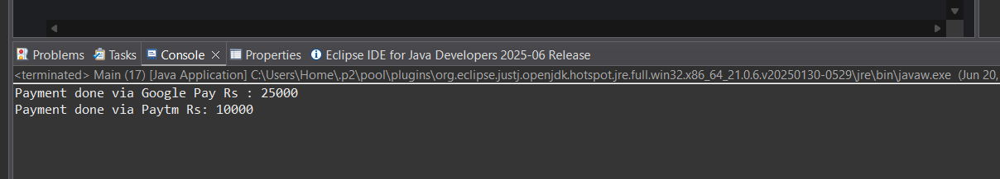 Problems Tasks Console Properties Eclipse IDE for Java Developers 2025-06 Release
<terminated> Main (17) [Java Application] C:\Users\Home\.p2\pool\plugins\org.eclipse.justj.openjdk.hotspot.jre.full.win32.x86_64_21.0.6.v20250130-0529\jre\bin\javaw.exe (Jun 20,
Payment done via Google Pay Rs : 25000
Payment done via Paytm Rs: 10000